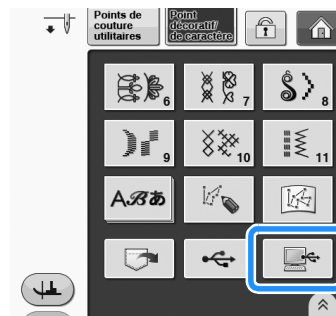 Points de
couture
utilitaires
Point
décoratif/
de caractère
6
7
8
9
10
11
ABあ